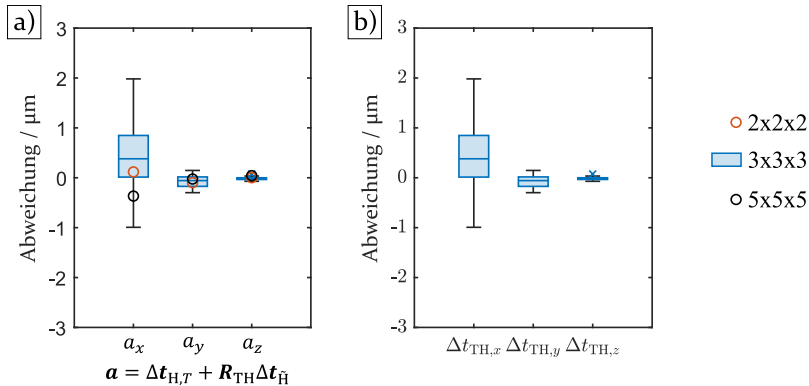 a)
Abweichung / μm
3
2
1
0
-1
-2
-3
a_x a_y a_z
a = Δt_H,T + R_TH Δt_H̃
b)
Abweichung / μm
3
2
1
0
-1
-2
-3
Δt_TH,x Δt_TH,y Δt_TH,z
2x2x2
3x3x3
5x5x5